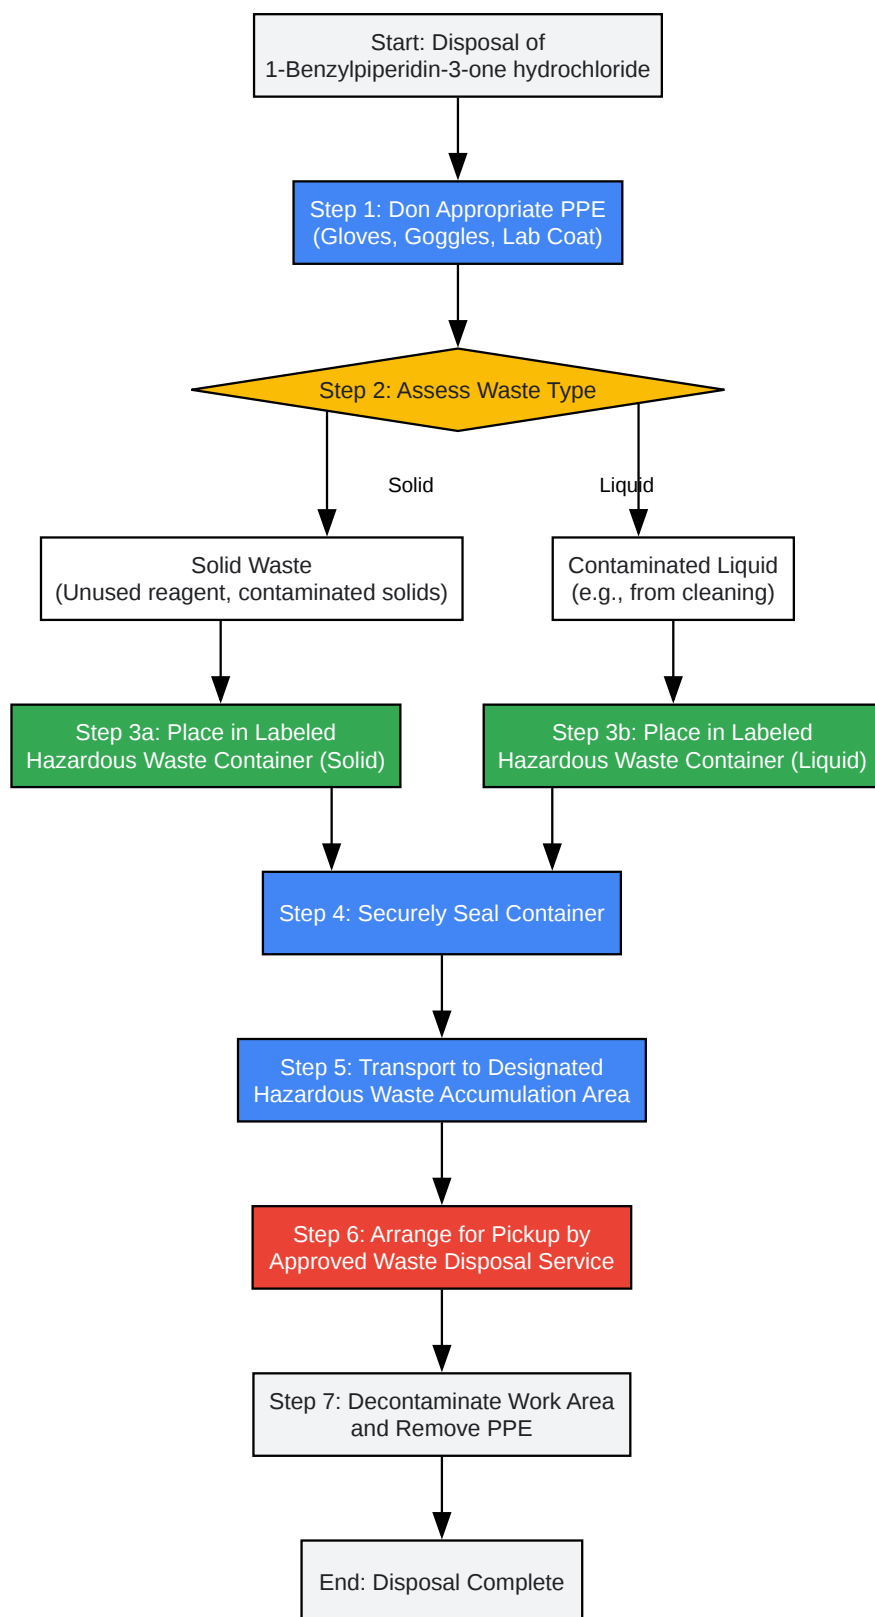 Start: Disposal of
1-Benzylpiperidin-3-one hydrochloride
Step 1: Don Appropriate PPE
(Gloves, Goggles, Lab Coat)
Step 2: Assess Waste Type
Solid
Liquid
Solid Waste
(Unused reagent, contaminated solids)
Contaminated Liquid
(e.g., from cleaning)
Step 3a: Place in Labeled
Hazardous Waste Container (Solid)
Step 3b: Place in Labeled
Hazardous Waste Container (Liquid)
Step 4: Securely Seal Container
Step 5: Transport to Designated
Hazardous Waste Accumulation Area
Step 6: Arrange for Pickup by
Approved Waste Disposal Service
Step 7: Decontaminate Work Area
and Remove PPE
End: Disposal Complete